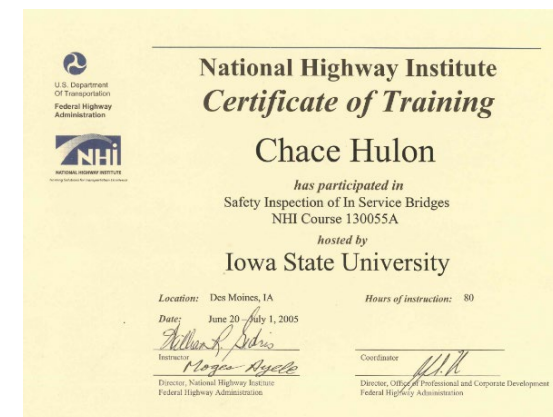 U.S. Department
Of Transportation
Federal Highway
Administration
NHI
NATIONAL HIGHWAY INSTITUTE
National Highway Institute
Certificate of Training
Chace Hulon
has participated in
Safety Inspection of In Service Bridges
NHI Course 130055A
hosted by
Iowa State University
Location: Des Moines, IA
Hours of instruction: 80
Date: June 20 – July 1, 2005
Instructor
Coordinator
Director, National Highway Institute
Federal Highway Administration
Director, Office of Professional and Corporate Development
Federal Highway Administration